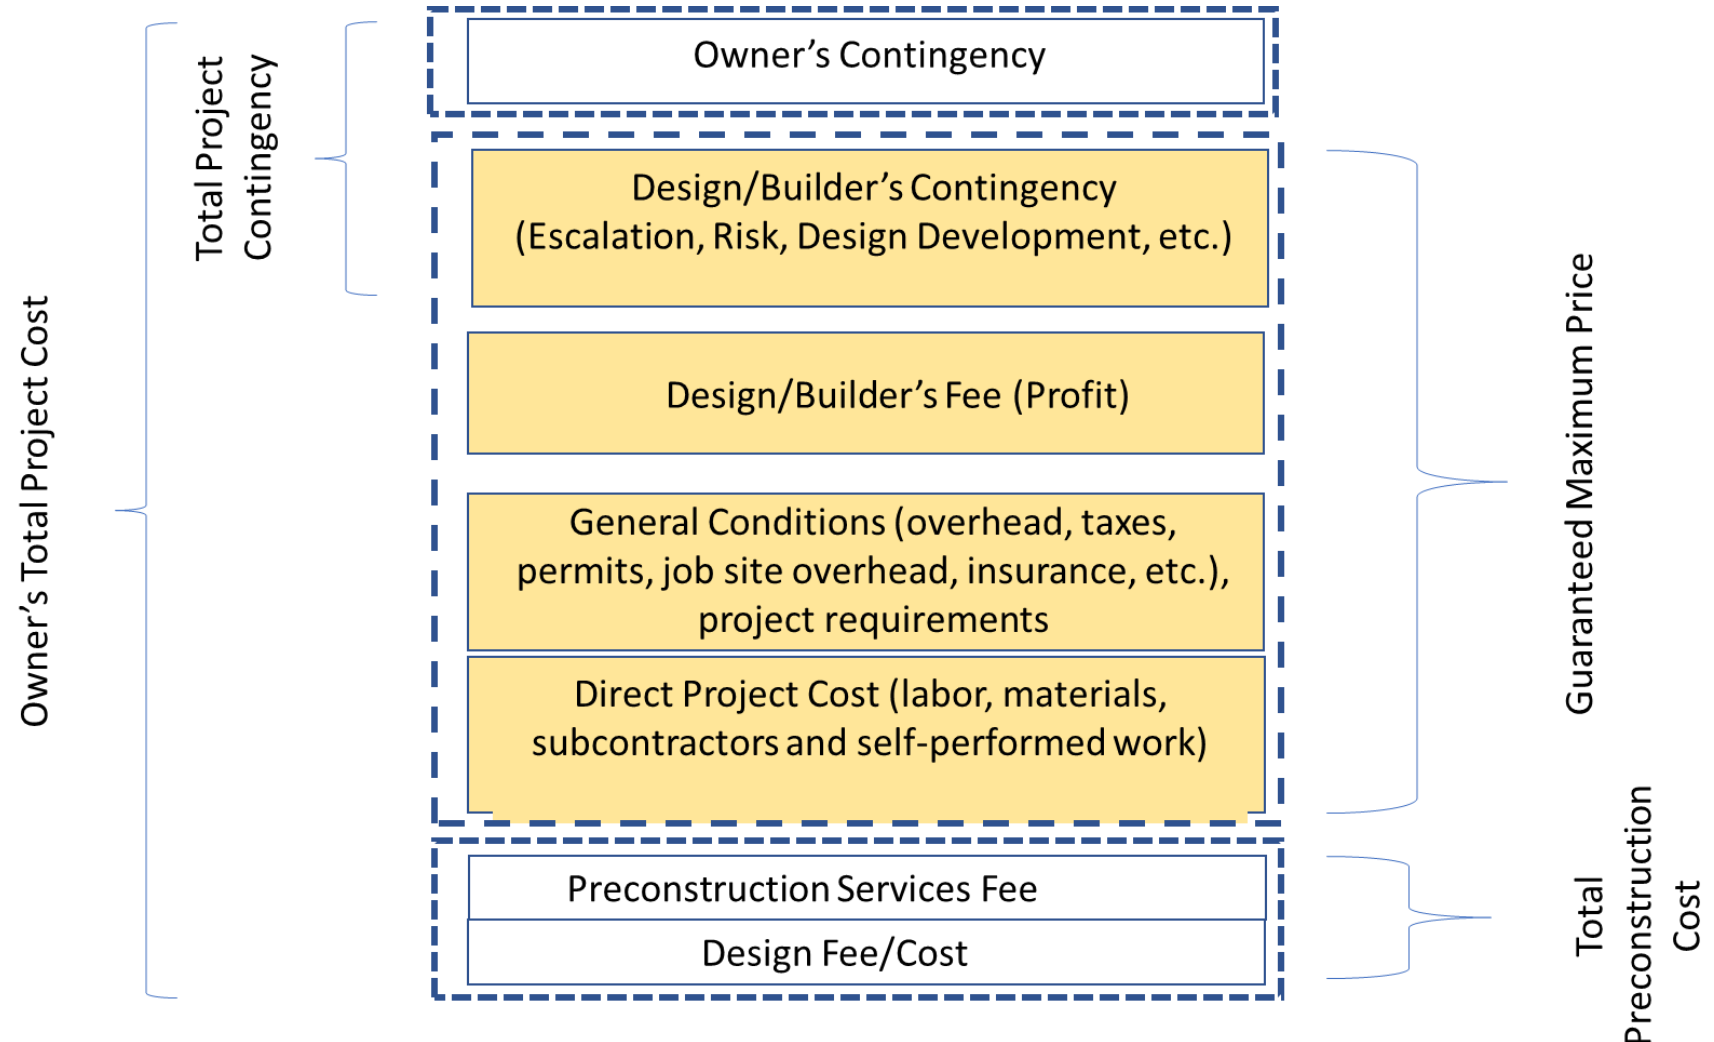 Owner's Total Project Cost
Total Project
Contingency
Owner’s Contingency
Design/Builder’s Contingency
(Escalation, Risk, Design Development, etc.)
Design/Builder’s Fee (Profit)
General Conditions (overhead, taxes,
permits, job site overhead, insurance, etc.),
project requirements
Direct Project Cost (labor, materials,
subcontractors and self-performed work)
Preconstruction Services Fee
Design Fee/Cost
Guaranteed Maximum Price
Total
Preconstruction
Cost